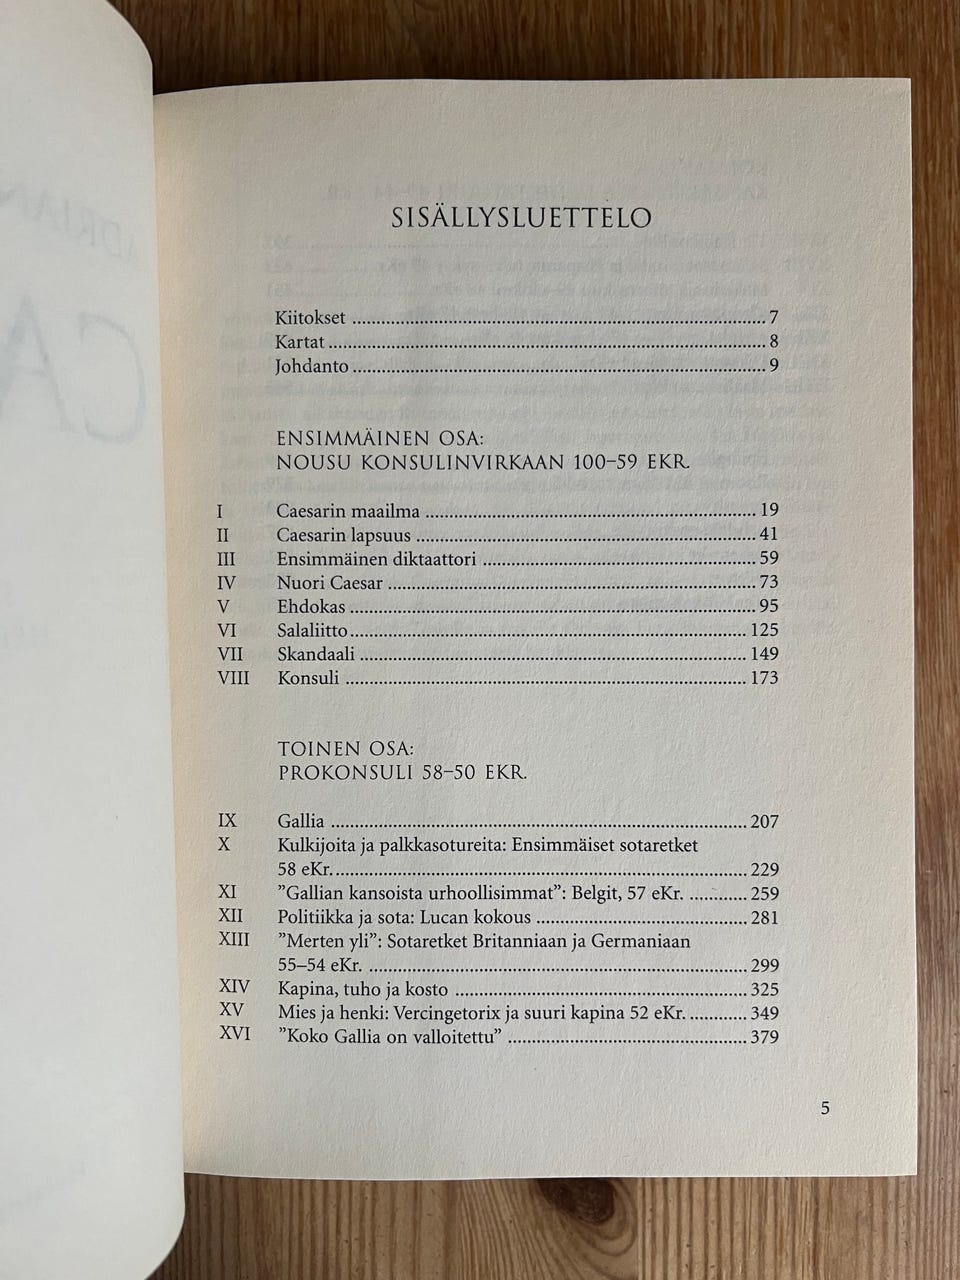 SISÄLLYSLUETTELO
Kiitokset ... 7
Kartat ... 8
Johdanto ... 9
ENSIMMÄINEN OSA:
NOUSU KONSULINVIRKAAN 100–59 EKR.
I Caesarin maailma ... 19
II Caesarin lapsuus ... 41
III Ensimmäinen diktaattori ... 59
IV Nuori Caesar ... 73
V Ehdokas ... 95
VI Salaliitto ... 125
VII Skandaali ... 149
VIII Konsuli ... 173
TOINEN OSA:
PROKONSULI 58–50 EKR.
IX Gallia ... 207
X Kulkijoita ja palkkasotureita: Ensimmäiset sotaretket
58 eKr. ... 229
XI ”Gallian kansoista urhoollisimmat”: Belgit, 57 eKr. ... 259
XII Politiikka ja sota: Lucan kokous ... 281
XIII ”Merten yli”: Sotaretket Britanniaan ja Germaniaan
55–54 eKr. ... 299
XIV Kapina, tuho ja kosto ... 325
XV Mies ja henki: Vercingetorix ja suuri kapina 52 eKr. ... 349
XVI ”Koko Gallia on valloitettu” ... 379
5